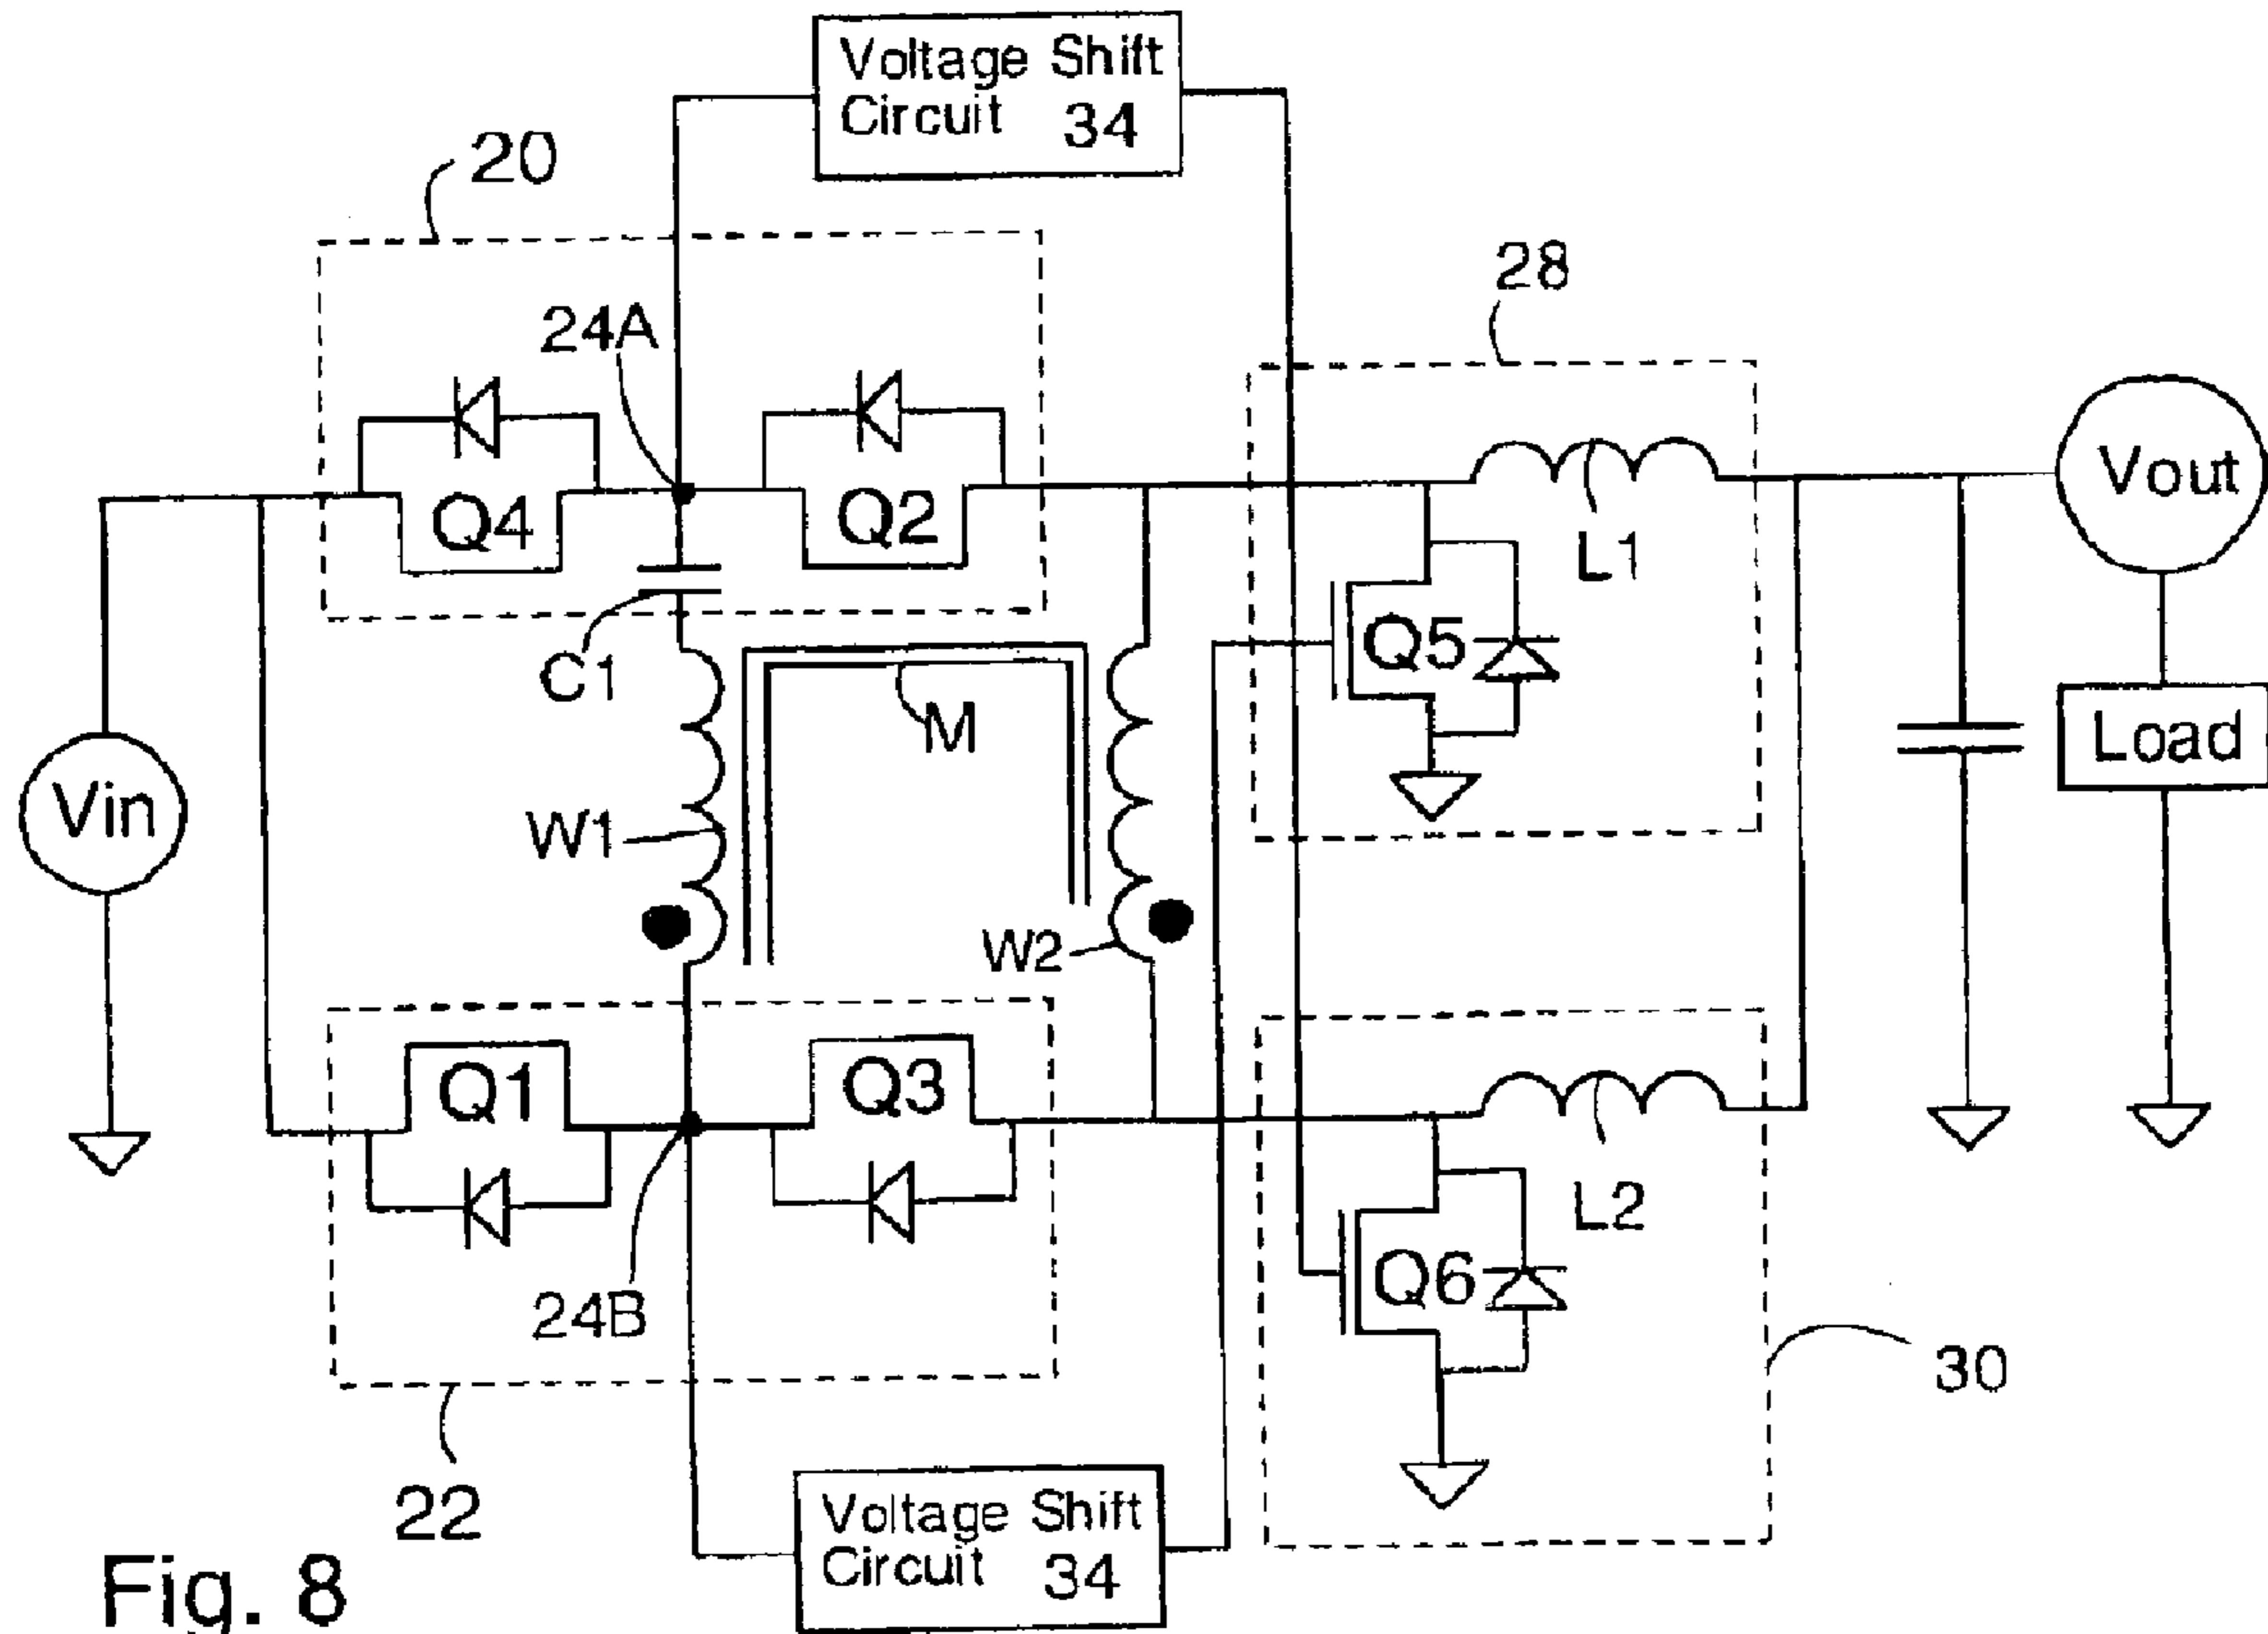 Voltage Shift
Circuit 34
20
28
24A
Q4
Q2
Vout
L1
C1
Q5
M
Load
Vin
W1
W2
Q1
Q3
L2
Q6
24B
30
22
Voltage Shift
Circuit 34
Fig. 8